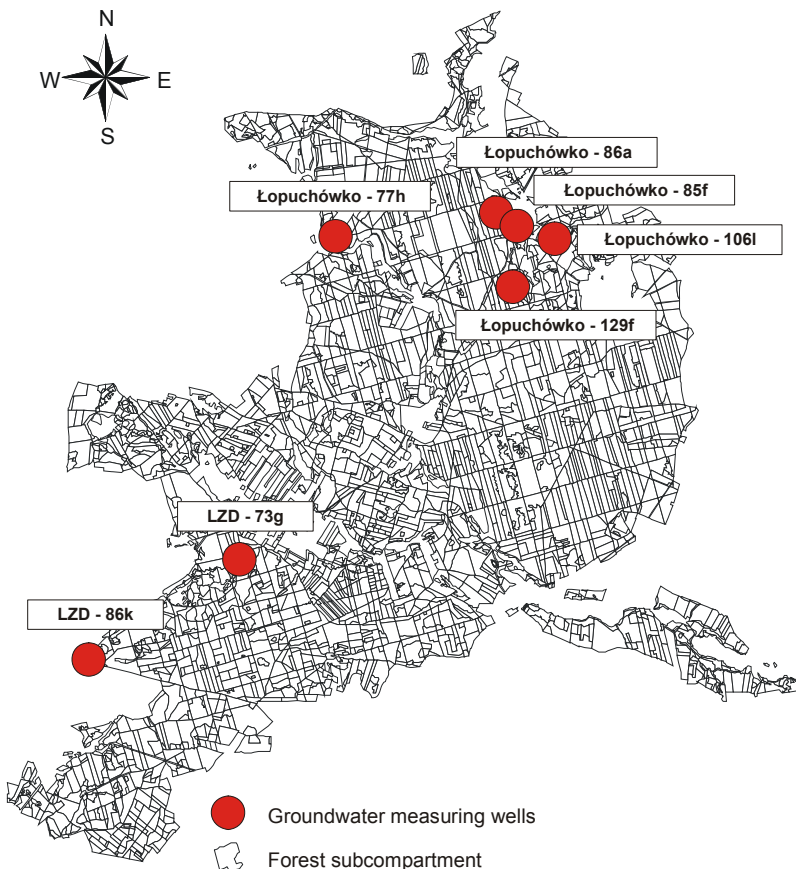 N
W E
S
Łopuchówko - 86a
Łopuchówko - 77h
Łopuchówko - 85f
Łopuchówko - 106l
Łopuchówko - 129f
LZD - 73g
LZD - 86k
Groundwater measuring wells
Forest subcompartment